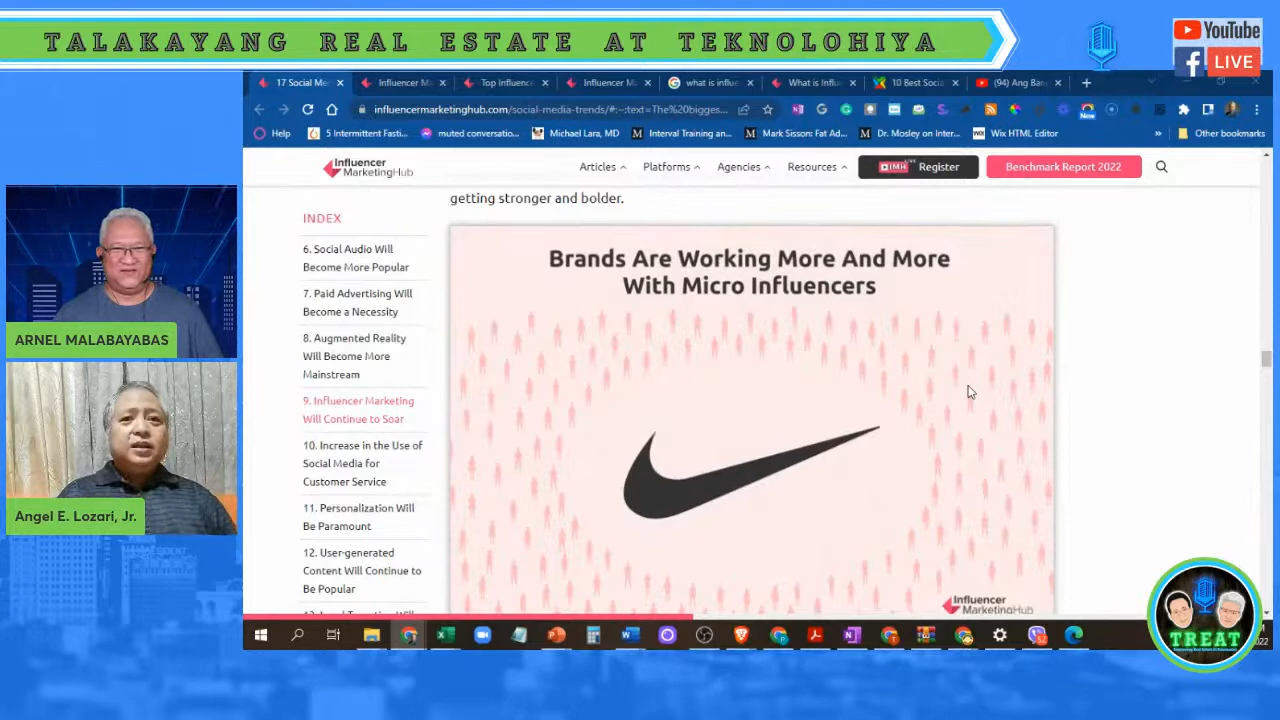 TALAKAYANG REAL ESTATE AT TEKNOLOHIYA
YouTube
f LIVE
17 Social Me
Influencer M
Top Influenc
Influencer M
what is influe
What is Influ
10 Best Soci
(94) Ang Ban
influencermarketinghub.com/social-media-trends/#:~:text=The%20bigges...
New
Help
5 Intermittent Fasti...
muted conversatio...
Michael Lara, MD
Interval Training an...
Mark Sisson: Fat Ad...
Dr. Mosley on Inter...
Wix HTML Editor
»
Other bookmarks
Influencer
MarketingHub
Articles
Platforms
Agencies
Resources
IMH LIVE Register
Benchmark Report 2022
getting stronger and bolder.
INDEX
6. Social Audio Will
Become More Popular
7. Paid Advertising Will
Become a Necessity
8. Augmented Reality
Will Become More
Mainstream
9. Influencer Marketing
Will Continue to Soar
10. Increase in the Use of
Social Media for
Customer Service
11. Personalization Will
Be Paramount
12. User-generated
Content Will Continue to
Be Popular
Brands Are Working More And More
With Micro Influencers
Influencer
MarketingHub
ARNEL MALABAYABAS
Angel E. Lozari, Jr.
TREAT